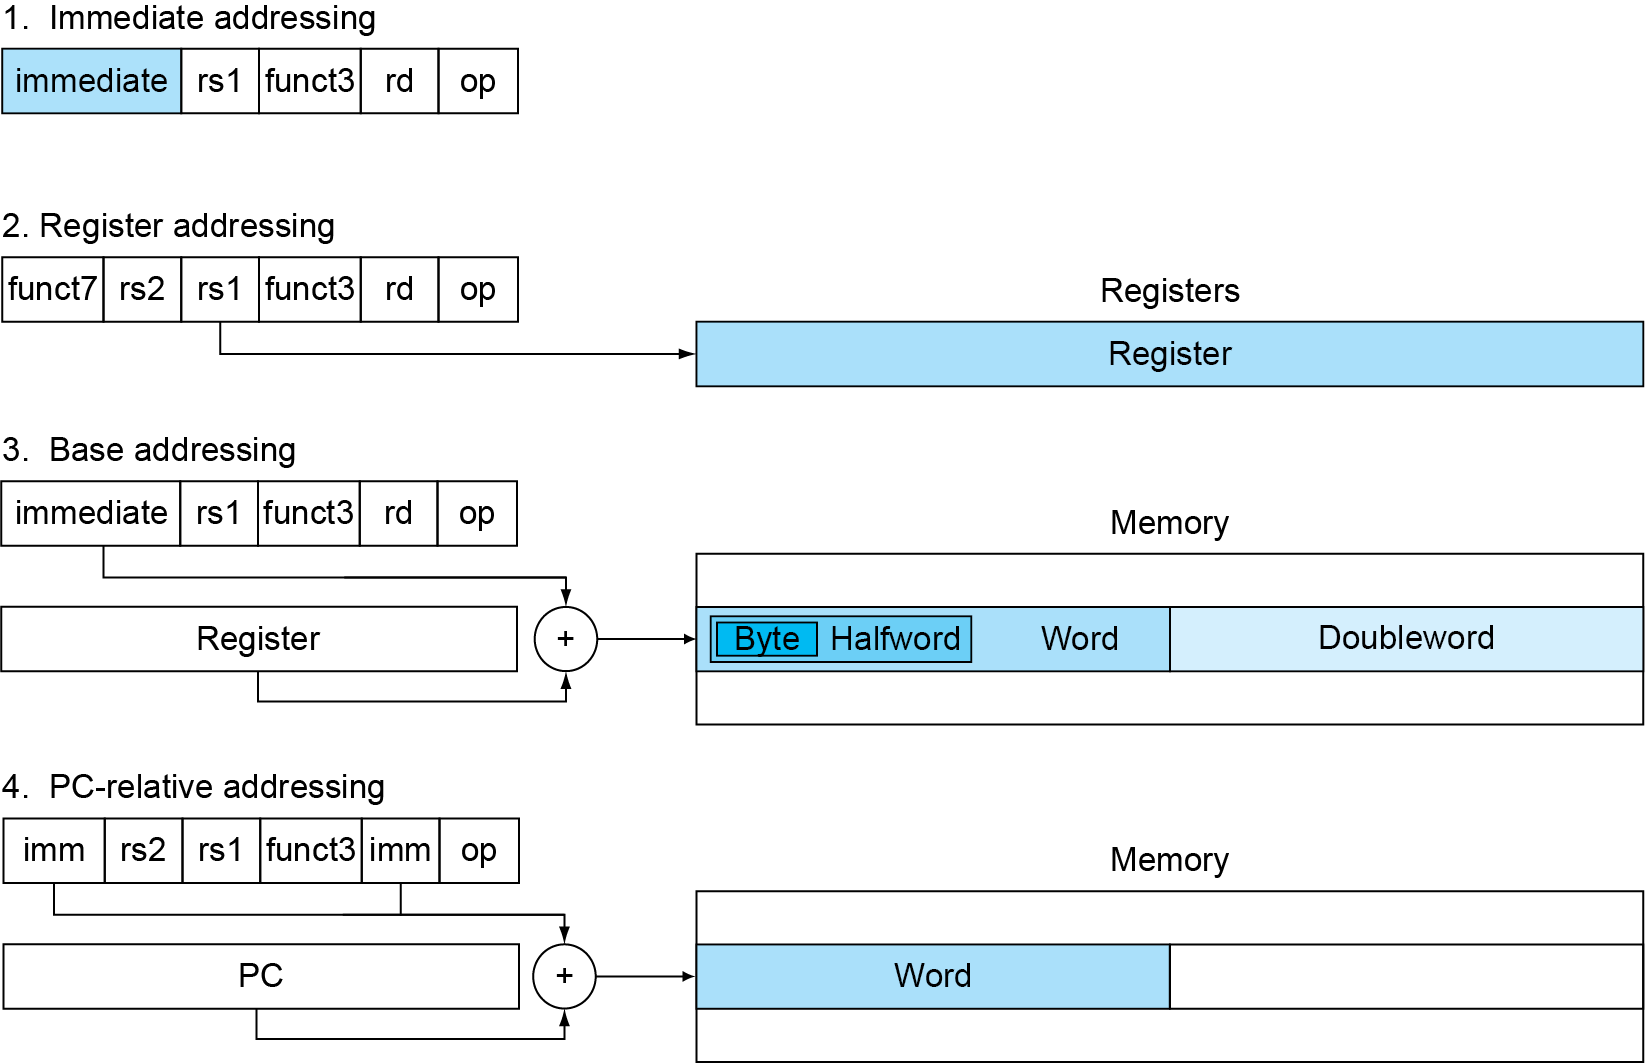 1. Immediate addressing
immediate rs1 funct3 rd op
2. Register addressing
funct7 rs2 rs1 funct3 rd op
Registers
Register
3. Base addressing
immediate rs1 funct3 rd op
Memory
Register + Byte Halfword Word Doubleword
4. PC-relative addressing
imm rs2 rs1 funct3 imm op
Memory
PC + Word